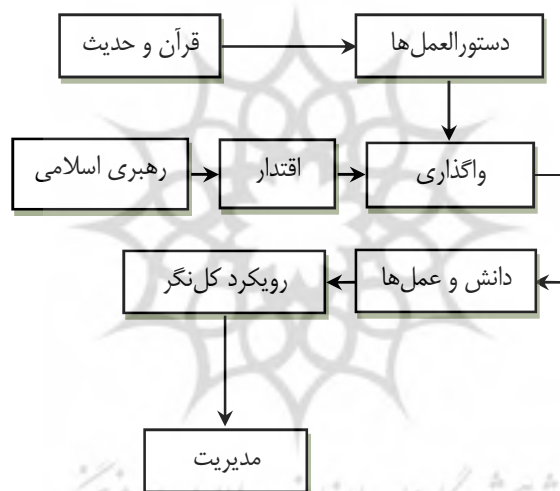 قرآن و حدیث
دستورالعمل‌ها
رهبری اسلامی
اقتدار
واگذاری
دانش و عمل‌ها
رویکرد کل‌نگر
مدیریت